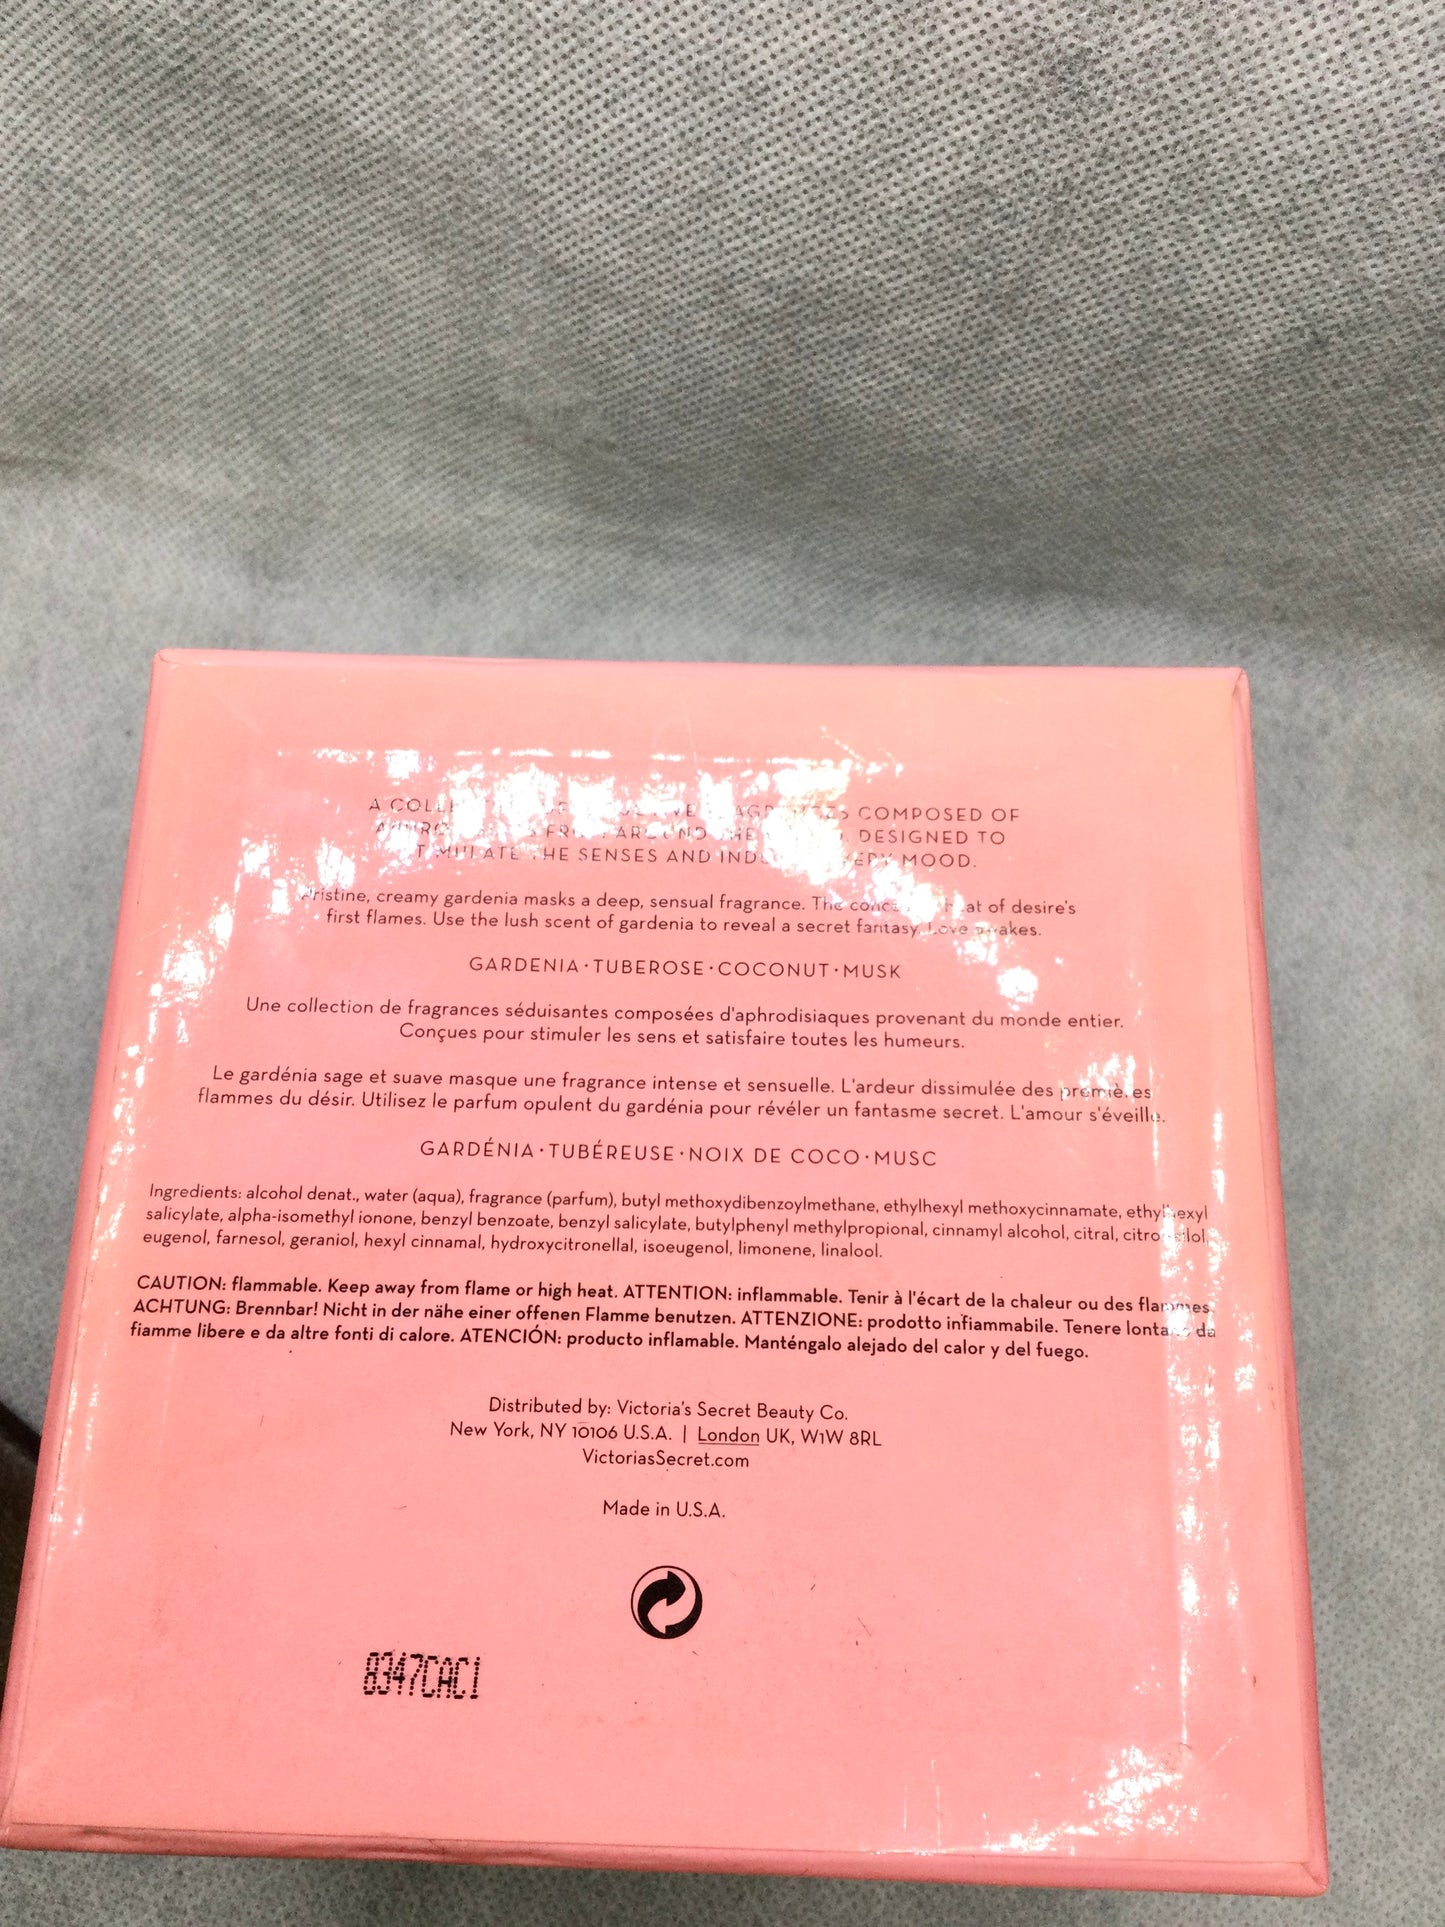 A COMPOSED OF
DESIGNED TO
THE SENSES AND MOOD.
creamy gardenia masks a deep, sensual fragrance. The of desire's
first flames. Use the lush scent of gardenia to reveal a secret fantasy. Love
GARDENIA · TUBEROSE · COCONUT · MUSK
Une collection de fragrances séduisantes composées d'aphrodisiaques provenant du monde entier.
Conçues pour stimuler les sens et satisfaire toutes les humeurs.
Le gardénia sage et suave masque une fragrance intense et sensuelle. L'ardeur dissimulée des premières
flammes du désir. Utilisez le parfum opulent du gardénia pour révéler un fantasme secret. L'amour s'éveille.
GARDÉNIA · TUBÉREUSE · NOIX DE COCO · MUSC
Ingredients: alcohol denat., water (aqua), fragrance (parfum), butyl methoxydibenzoylmethane, ethylhexyl methoxycinnamate, ethylhexyl
salicylate, alpha-isomethyl ionone, benzyl benzoate, benzyl salicylate, butylphenyl methylpropional, cinnamyl alcohol, citral, citronellol,
eugenol, farnesol, geraniol, hexyl cinnamal, hydroxycitronellal, isoeugenol, limonene, linalool.
CAUTION: flammable. Keep away from flame or high heat. ATTENTION: inflammable. Tenir à l'écart de la chaleur ou des flammes.
ACHTUNG: Brennbar! Nicht in der nähe einer offenen Flamme benutzen. ATTENZIONE: prodotto infiammabile. Tenere lontano da
fiamme libere e da altre fonti di calore. ATENCIÓN: producto inflamable. Manténgalo alejado del calor y del fuego.
Distributed by: Victoria's Secret Beauty Co.
New York, NY 10106 U.S.A. | London UK, W1W 8RL
VictoriasSecret.com
Made in U.S.A.
8347CAC1